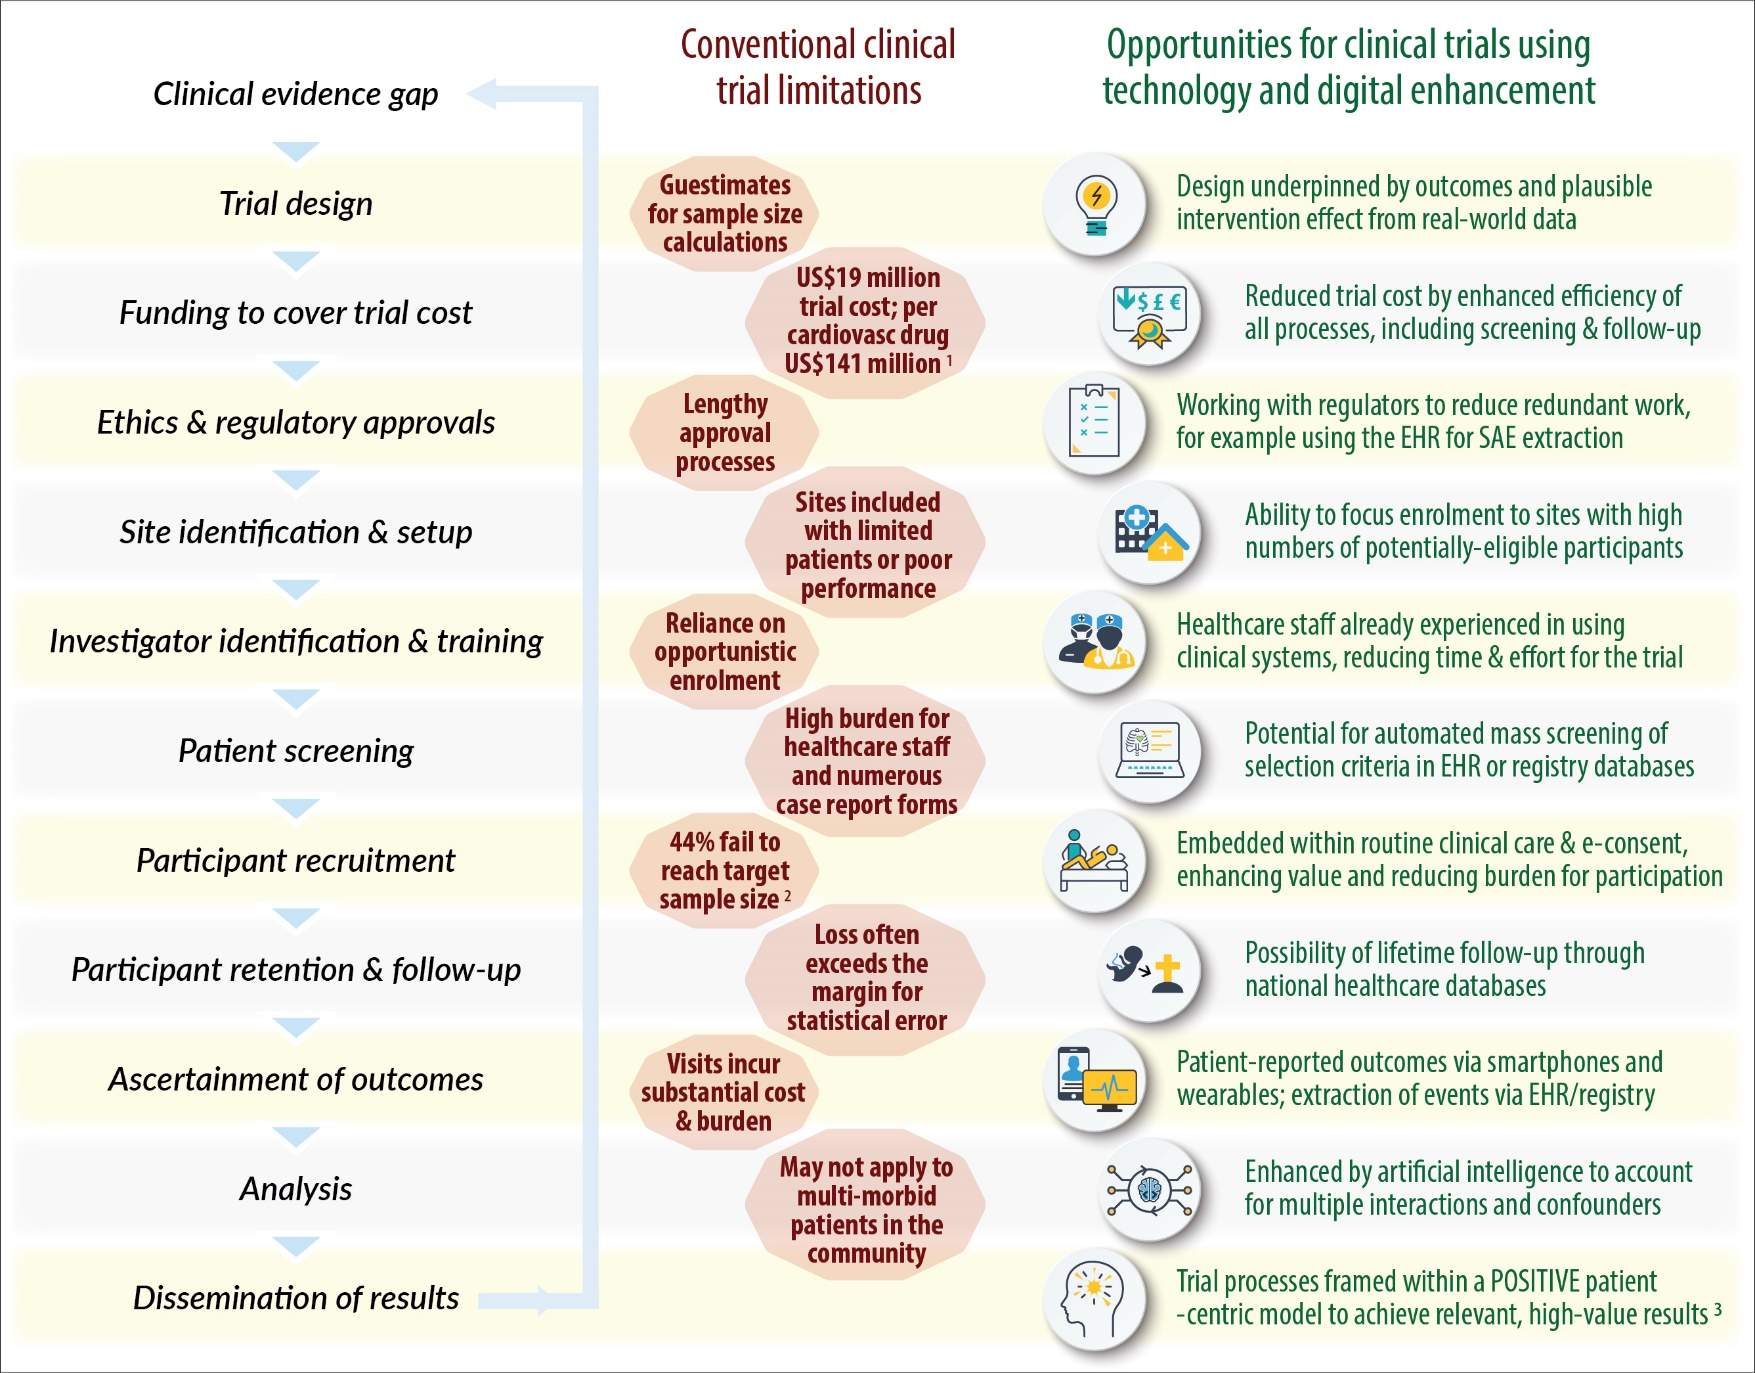 Conventional clinical
trial limitations
Opportunities for clinical trials using
technology and digital enhancement
Clinical evidence gap
Trial design
Guestimates
for sample size
calculations
Design underpinned by outcomes and plausible
intervention effect from real-world data
Funding to cover trial cost
US$19 million
trial cost; per
cardiovasc drug
US$141 million 1
$ £ €
Reduced trial cost by enhanced efficiency of
all processes, including screening & follow-up
Ethics & regulatory approvals
Lengthy
approval
processes
Working with regulators to reduce redundant work,
for example using the EHR for SAE extraction
Site identification & setup
Sites included
with limited
patients or poor
performance
Ability to focus enrolment to sites with high
numbers of potentially-eligible participants
Investigator identification & training
Reliance on
opportunistic
enrolment
Healthcare staff already experienced in using
clinical systems, reducing time & effort for the trial
Patient screening
High burden for
healthcare staff
and numerous
case report forms
Potential for automated mass screening of
selection criteria in EHR or registry databases
Participant recruitment
44% fail to
reach target
sample size 2
Embedded within routine clinical care & e-consent,
enhancing value and reducing burden for participation
Participant retention & follow-up
Loss often
exceeds the
margin for
statistical error
Possibility of lifetime follow-up through
national healthcare databases
Ascertainment of outcomes
Visits incur
substantial cost
& burden
Patient-reported outcomes via smartphones and
wearables; extraction of events via EHR/registry
Analysis
May not apply to
multi-morbid
patients in the
community
Enhanced by artificial intelligence to account
for multiple interactions and confounders
Dissemination of results
Trial processes framed within a POSITIVE patient
-centric model to achieve relevant, high-value results 3